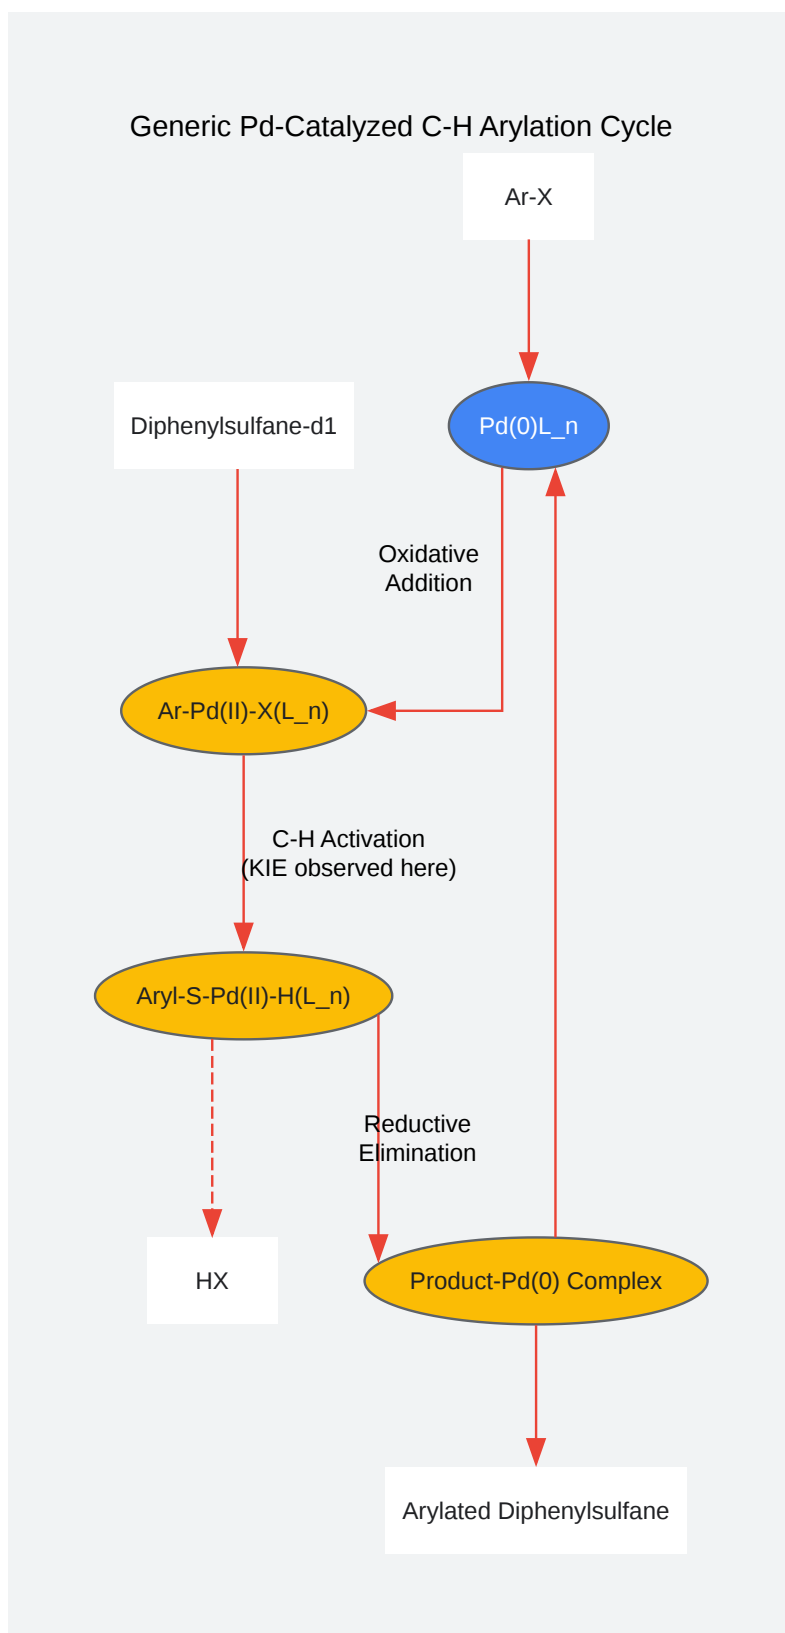 Generic Pd-Catalyzed C-H Arylation Cycle
Ar-X
Diphenylsulfane-d1
Pd(0)L_n
Oxidative
Addition
Ar-Pd(II)-X(L_n)
C-H Activation
(KIE observed here)
Aryl-S-Pd(II)-H(L_n)
Reductive
Elimination
HX
Product-Pd(0) Complex
Arylated Diphenylsulfane